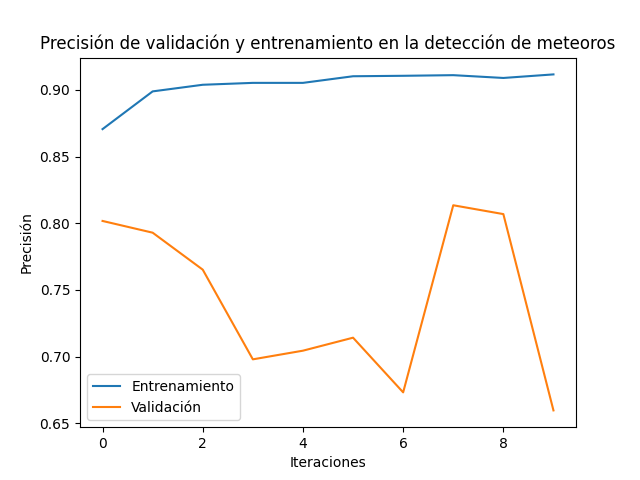 Precisión de validación y entrenamiento en la detección de meteoros
0.90
0.85
0.80
0.75
0.70
0.65
Precisión
Entrenamiento
Validación
0 2 4 6 8
Iteraciones